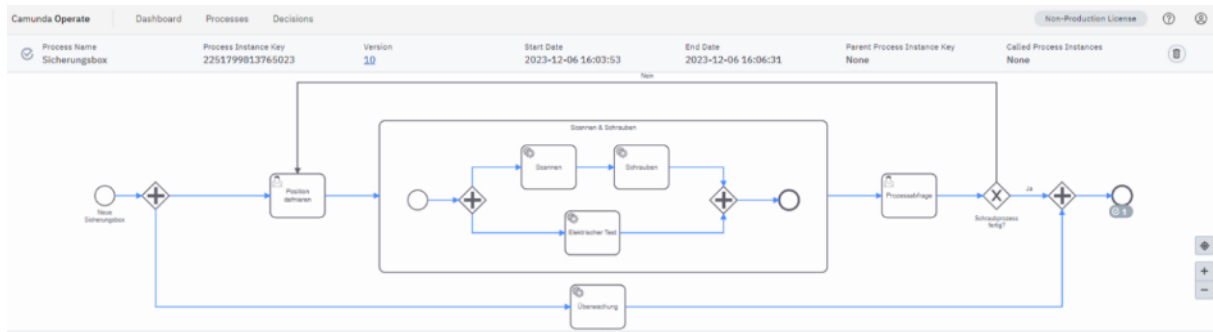 Camunda Operate Dashboard Processes Decisions Non-Production License
Process Name Process Instance Key Version Start Date End Date Parent Process Instance Key Called Process Instances
Sicherungsbox 2251799813765023 10 2023-12-06 16:03:53 2023-12-06 16:06:31 None None
Nein
Scannen & Schrauben
Scannen
Schrauben
Position
definieren
Prozessabfrage
Ja
Neue
Sicherungsbox
Schraubprozess
fertig?
1
Elektrischer Test
Überwachung